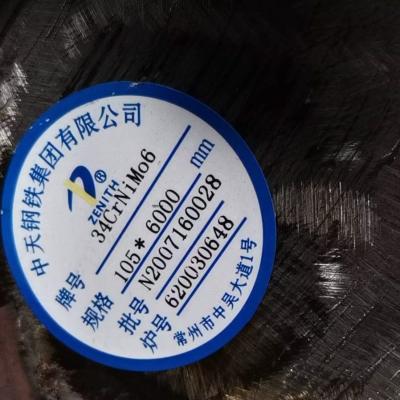 中天钢铁集团有限公司
®
ZENITH
牌号 34CrNiMo6
规格 105* 6000 mm
批号 N2007160028
炉号 620030648
常州市中吴大道1号